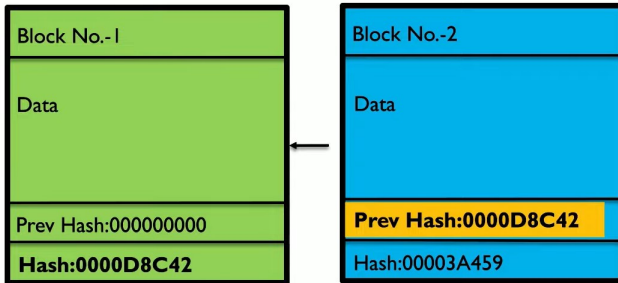 Block No.-1
Data
Prev Hash:000000000
Hash:0000D8C42
Block No.-2
Data
Prev Hash:0000D8C42
Hash:00003A459